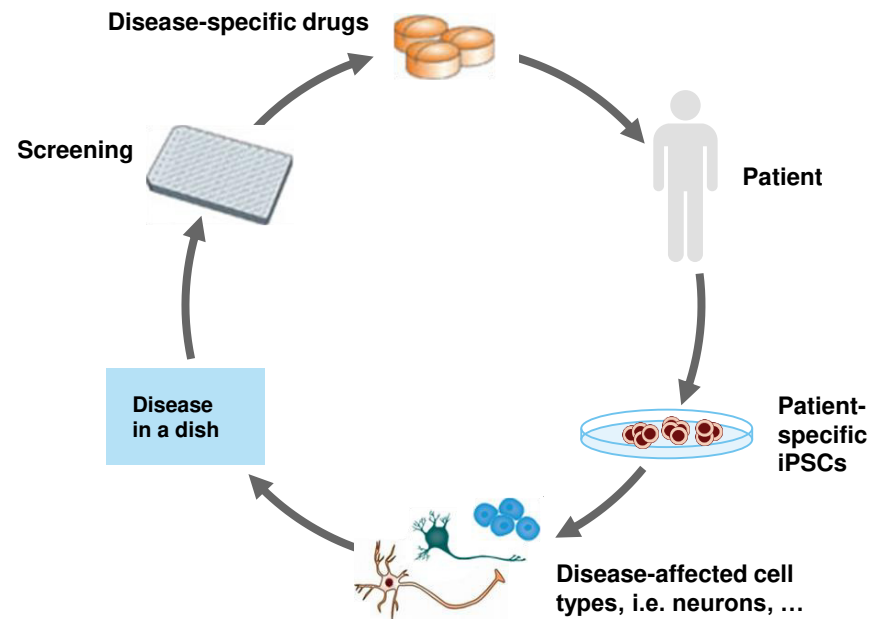 Disease-specific drugs
Screening
Patient
Disease
in a dish
Patient-
specific
iPSCs
Disease-affected cell
types, i.e. neurons, …